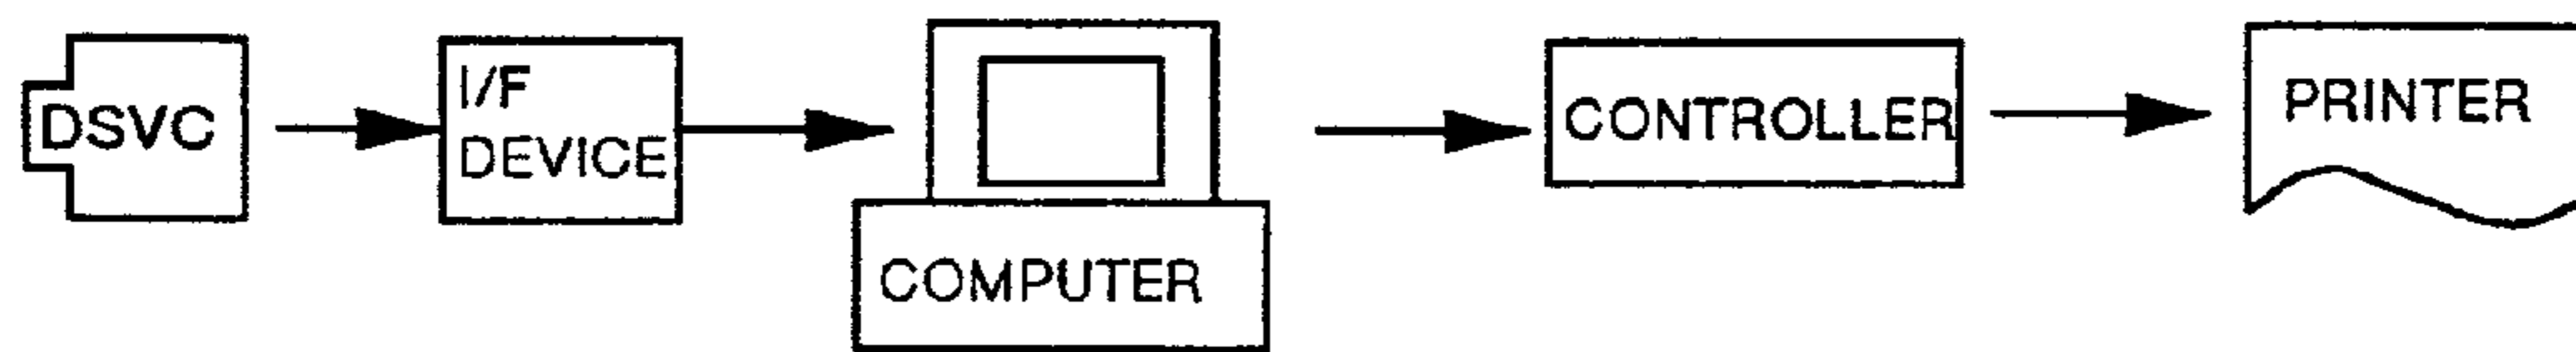 DSVC
I/F
DEVICE
COMPUTER
CONTROLLER
PRINTER